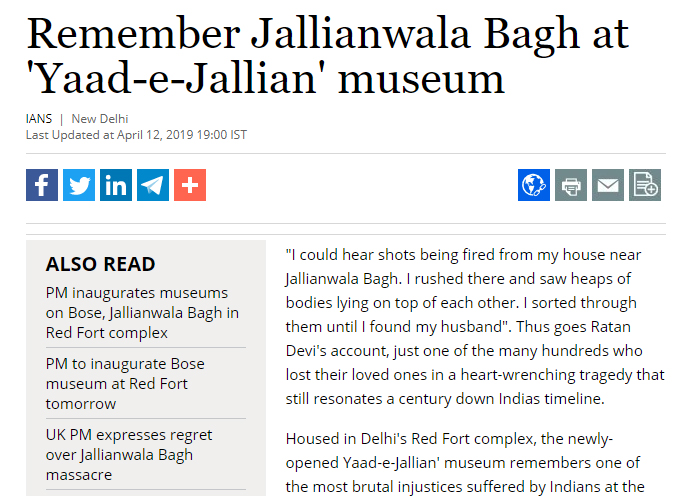 Remember Jallianwala Bagh at
'Yaad-e-Jallian' museum
IANS | New Delhi
Last Updated at April 12, 2019 19:00 IST
f
in
+
ALSO READ
PM inaugurates museums
on Bose, Jallianwala Bagh in
Red Fort complex
PM to inaugurate Bose
museum at Red Fort
tomorrow
UK PM expresses regret
over Jallianwala Bagh
massacre
"I could hear shots being fired from my house near
Jallianwala Bagh. I rushed there and saw heaps of
bodies lying on top of each other. I sorted through
them until I found my husband". Thus goes Ratan
Devi's account, just one of the many hundreds who
lost their loved ones in a heart-wrenching tragedy that
still resonates a century down Indias timeline.
Housed in Delhi's Red Fort complex, the newly-
opened Yaad-e-Jallian' museum remembers one of
the most brutal injustices suffered by Indians at the